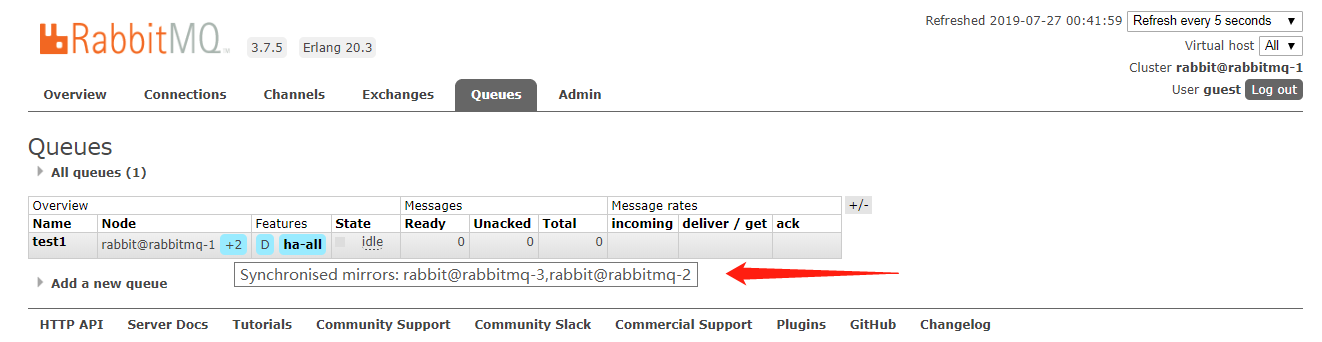 Refreshed 2019-07-27 00:41:59 Refresh every 5 seconds
RabbitMQ TM 3.7.5 Erlang 20.3
Virtual host All
Cluster rabbit@rabbitmq-1
User guest Log out
Overview Connections Channels Exchanges Queues Admin
Queues
All queues (1)
Overview Messages Message rates +/-
Name Node Features State Ready Unacked Total incoming deliver / get ack
test1 rabbit@rabbitmq-1 +2 D ha-all idle 0 0 0
Synchronised mirrors: rabbit@rabbitmq-3,rabbit@rabbitmq-2
Add a new queue
HTTP API Server Docs Tutorials Community Support Community Slack Commercial Support Plugins GitHub Changelog